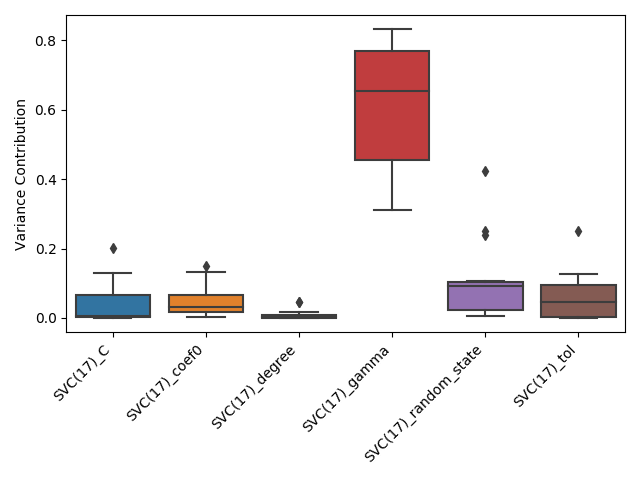 Variance Contribution
0.8
0.6
0.4
0.2
0.0
SVC(17)_C
SVC(17)_coef0
SVC(17)_degree
SVC(17)_gamma
SVC(17)_random_state
SVC(17)_tol